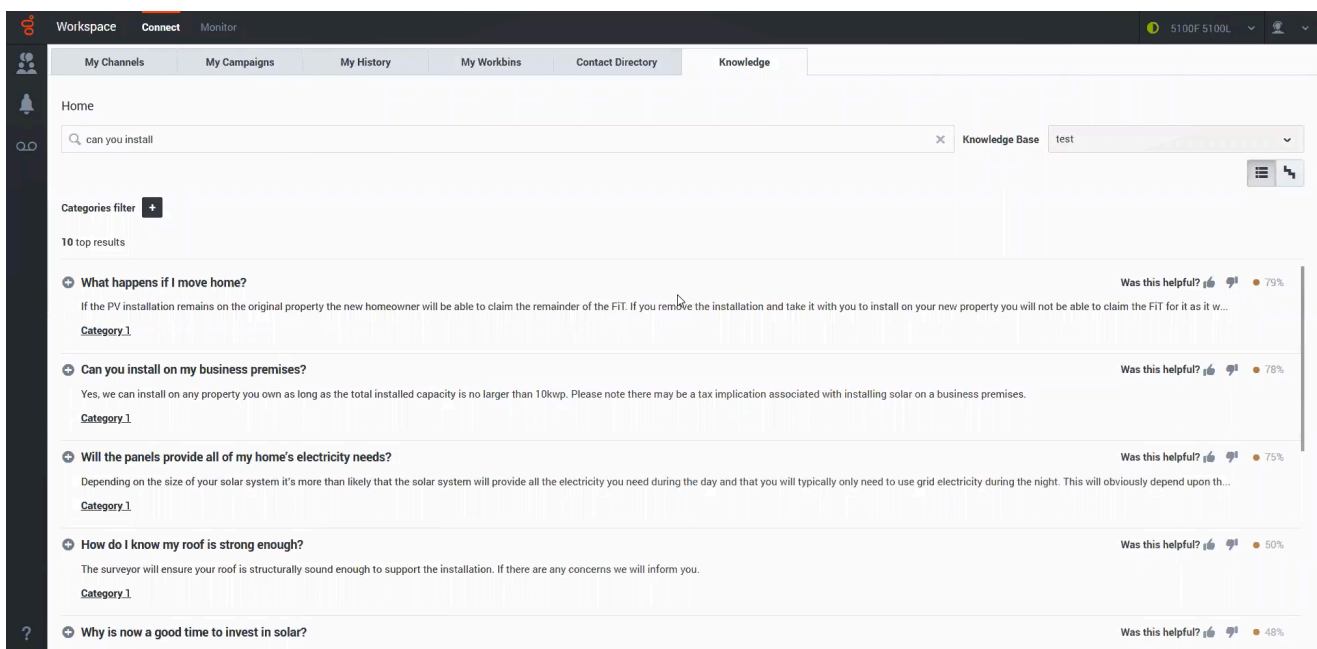 Workspace Connect Monitor 5100F 5100L
My Channels My Campaigns My History My Workbins Contact Directory Knowledge
Home
can you install Knowledge Base test
Categories filter +
10 top results
What happens if I move home? Was this helpful? 79%
If the PV installation remains on the original property the new homeowner will be able to claim the remainder of the FiT. If you remove the installation and take it with you to install on your new property you will not be able to claim the FiT for it as it w...
Category 1
Can you install on my business premises? Was this helpful? 78%
Yes, we can install on any property you own as long as the total installed capacity is no larger than 10kwp. Please note there may be a tax implication associated with installing solar on a business premises.
Category 1
Will the panels provide all of my home's electricity needs? Was this helpful? 75%
Depending on the size of your solar system it's more than likely that the solar system will provide all the electricity you need during the day and that you will typically only need to use grid electricity during the night. This will obviously depend upon th...
Category 1
How do I know my roof is strong enough? Was this helpful? 50%
The surveyor will ensure your roof is structurally sound enough to support the installation. If there are any concerns we will inform you.
Category 1
? Why is now a good time to invest in solar? Was this helpful? 48%